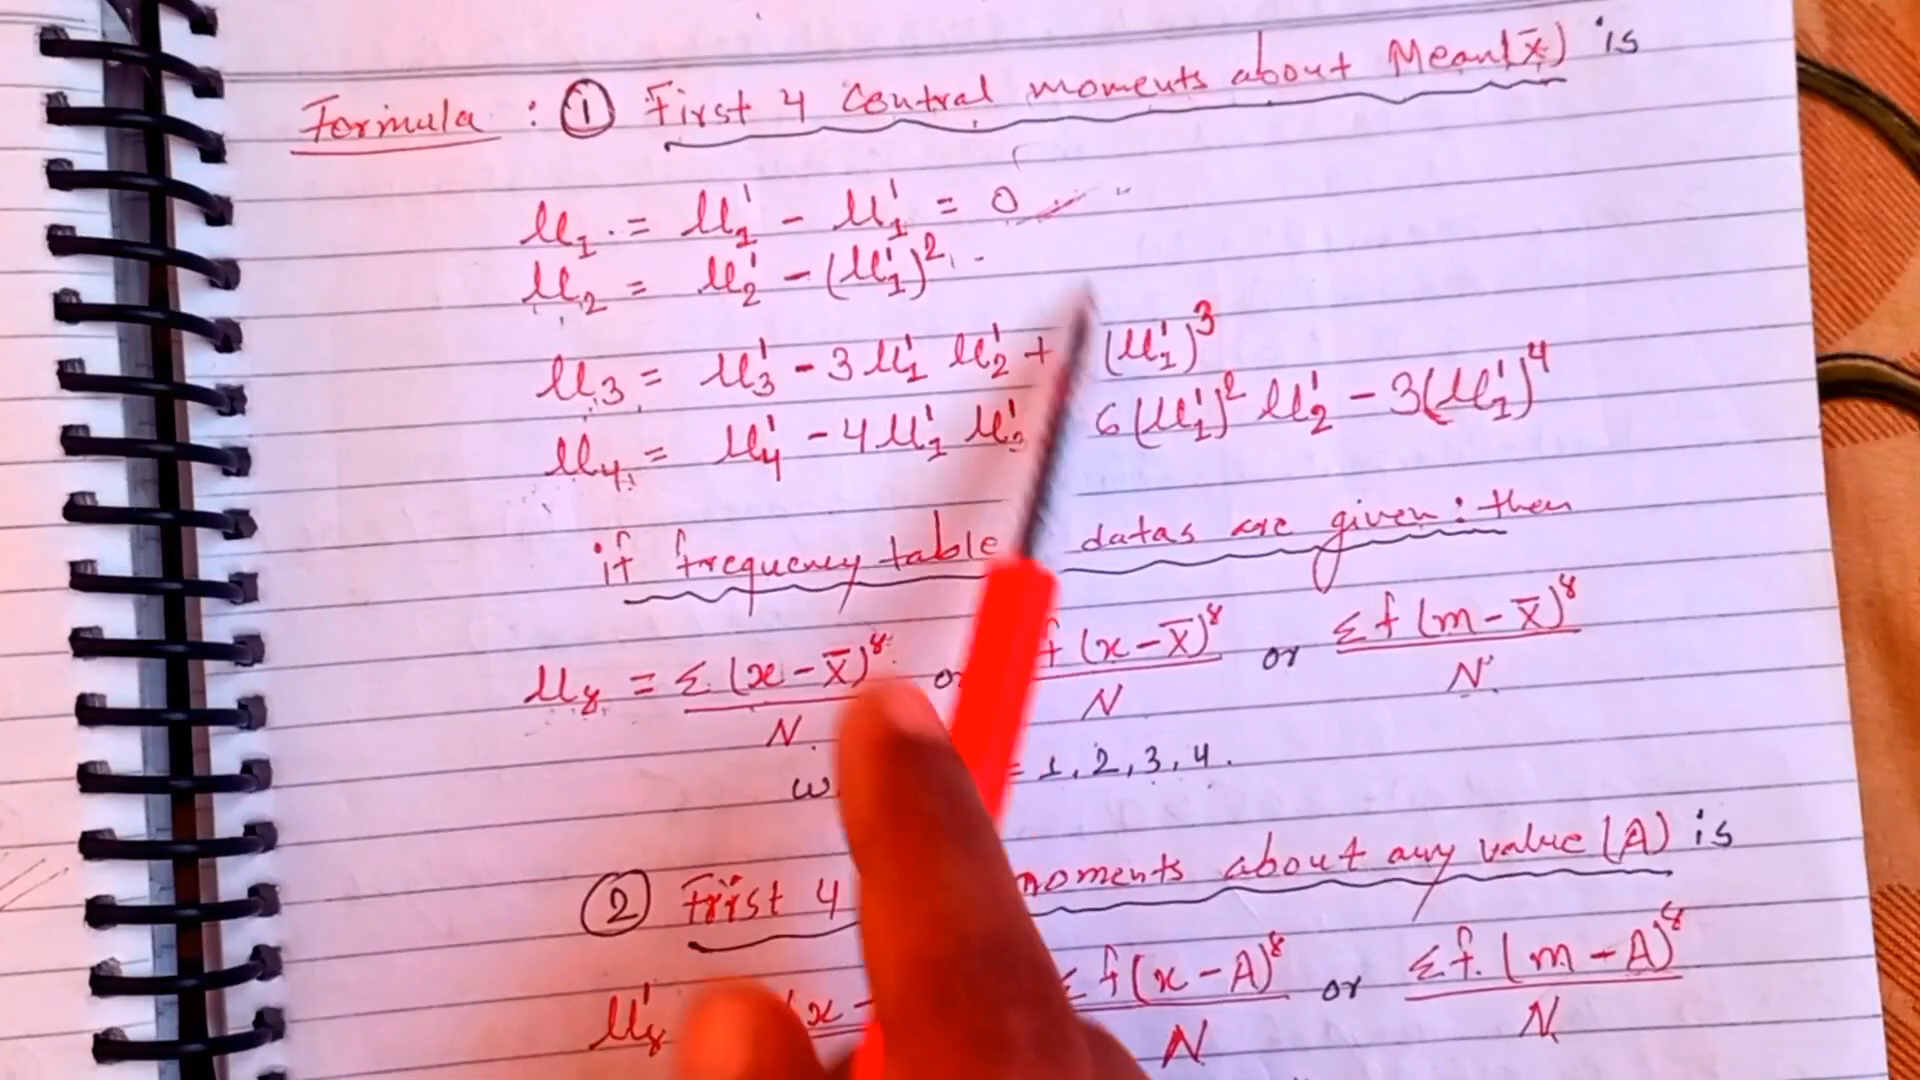 Formula : ① First 4 Central moments about Mean(x̄) is
μ₁ = μ₁' - μ₁' = 0
μ₂ = μ₂' - (μ₁')²
μ₃ = μ₃' - 3μ₁' μ₂' + (μ₁')³
μ₄ = μ₄' - 4μ₁' μ₃' 6(μ₁')² μ₂' - 3(μ₁')⁴
if frequency table datas are given : then
μᵣ = Σ(x - x̄)ʳ / N or f(x - x̄)ʳ / N or Σf(m - x̄)ʳ / N
= 1, 2, 3, 4.
② First 4 moments about any value (A) is
μᵣ' (x - Σf(x - A)ʳ / N or Σf.(m - A)ʳ / N